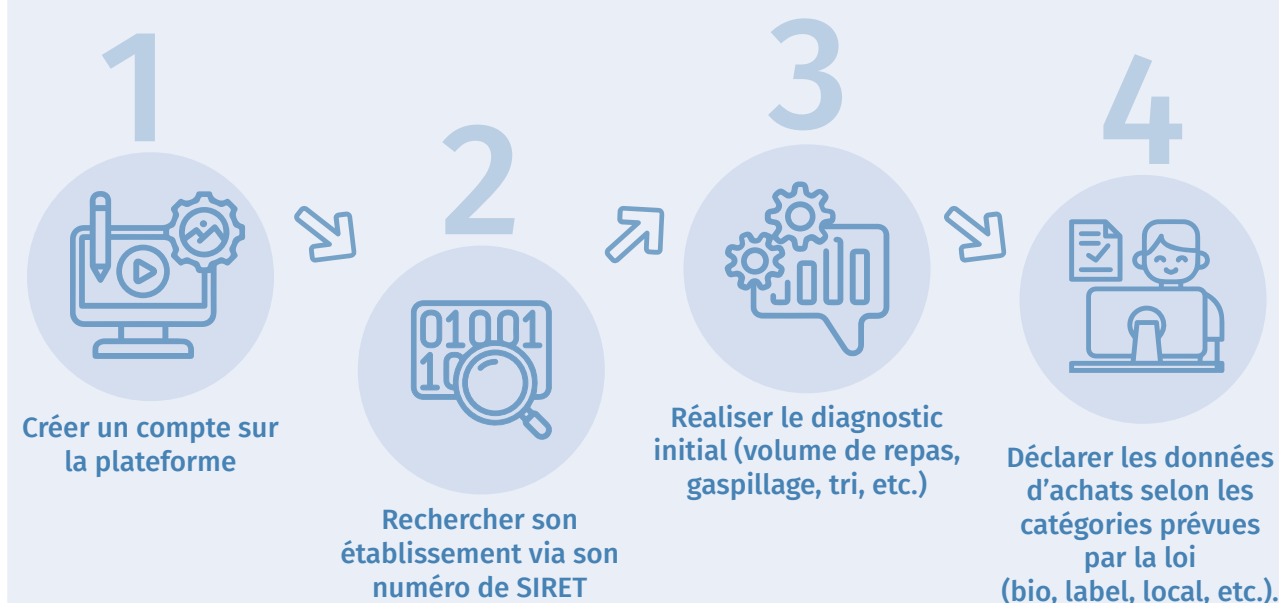 1
Créer un compte sur
la plateforme
2
01001
10
Rechercher son
établissement via son
numéro de SIRET
3
Réaliser le diagnostic
initial (volume de repas,
gaspillage, tri, etc.)
4
Déclarer les données
d’achats selon les
catégories prévues
par la loi
(bio, label, local, etc.).